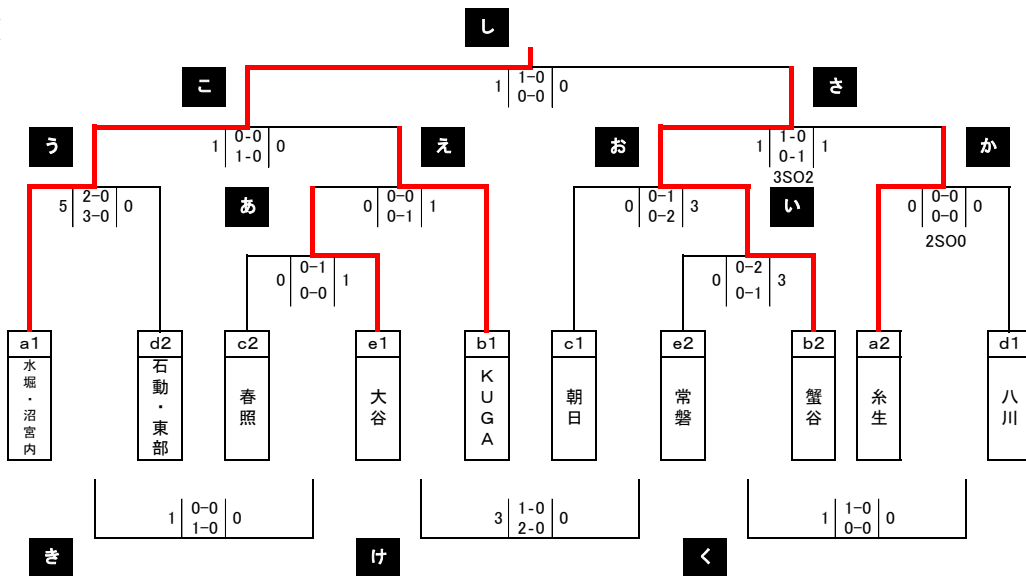 し
こ
1 1-0 0
0-0
さ
う
1 0-0 0
1-0
え
お
1 1-0 1
0-1
3SO2
か
5 2-0 0
3-0
あ
0 0-0 1
0-1
0 0-1 3
0-2
い
0 0-0 0
0-0
2SO0
0 0-1 1
0-0
0 0-2 3
0-1
a1 d2 c2 e1 b1 c1 e2 b2 a2 d1
水堀・沼宮内
石動・東部
春照
大谷
KUGA
朝日
常磐
蟹谷
糸生
八川
1 0-0 0
1-0
3 1-0 0
2-0
1 1-0 0
0-0
き
け
く